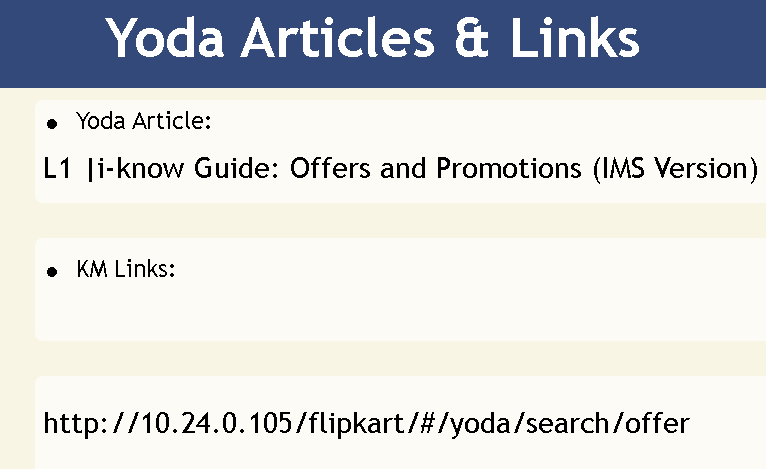 Yoda Articles & Links
• Yoda Article:
L1 |i-know Guide: Offers and Promotions (IMS Version)
• KM Links:
http://10.24.0.105/flipkart/#/yoda/search/offer